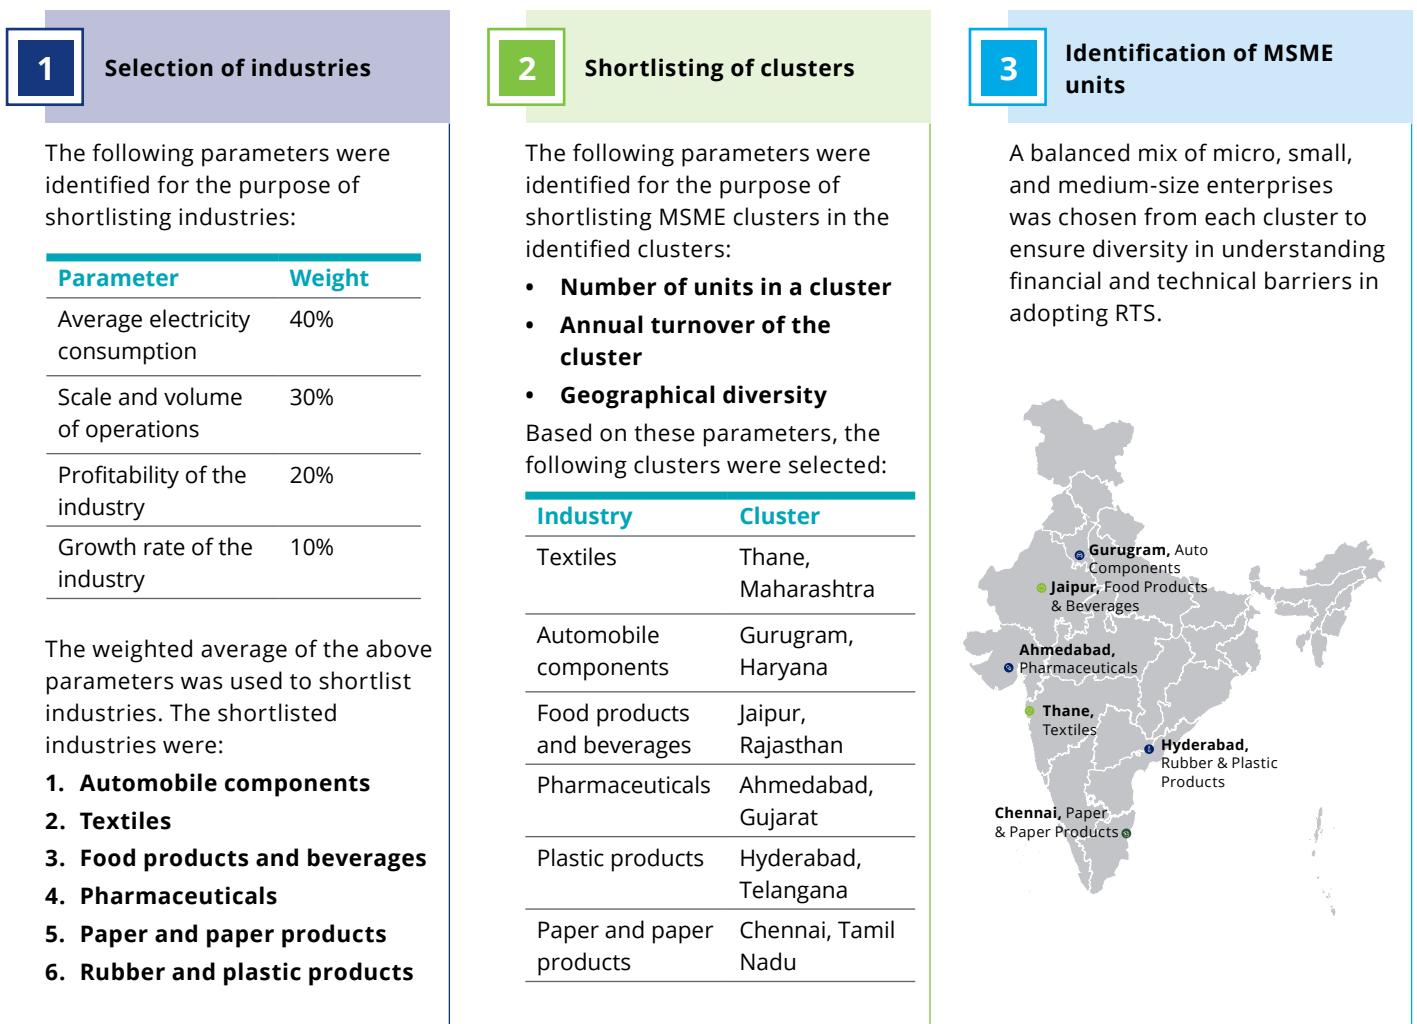 1
Selection of industries
The following parameters were
identified for the purpose of
shortlisting industries:
Parameter Weight
Average electricity 40%
consumption
Scale and volume 30%
of operations
Profitability of the 20%
industry
Growth rate of the 10%
industry
The weighted average of the above
parameters was used to shortlist
industries. The shortlisted
industries were:
1. Automobile components
2. Textiles
3. Food products and beverages
4. Pharmaceuticals
5. Paper and paper products
6. Rubber and plastic products
2
Shortlisting of clusters
The following parameters were
identified for the purpose of
shortlisting MSME clusters in the
identified clusters:
• Number of units in a cluster
• Annual turnover of the
cluster
• Geographical diversity
Based on these parameters, the
following clusters were selected:
Industry Cluster
Textiles Thane,
Maharashtra
Automobile Gurugram,
components Haryana
Food products Jaipur,
and beverages Rajasthan
Pharmaceuticals Ahmedabad,
Gujarat
Plastic products Hyderabad,
Telangana
Paper and paper Chennai, Tamil
products Nadu
3
Identification of MSME
units
A balanced mix of micro, small,
and medium-size enterprises
was chosen from each cluster to
ensure diversity in understanding
financial and technical barriers in
adopting RTS.
Gurugram, Auto
Components
Jaipur, Food Products
& Beverages
Ahmedabad,
Pharmaceuticals
Thane,
Textiles
Hyderabad,
Rubber & Plastic
Products
Chennai, Paper
& Paper Products